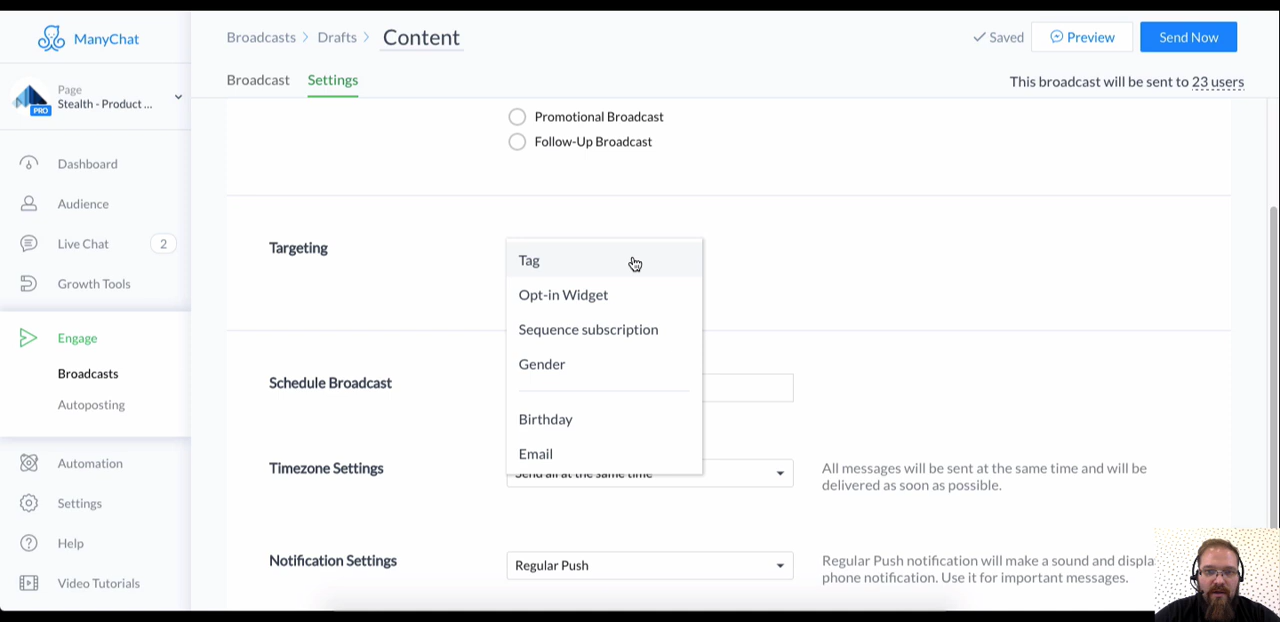 ManyChat
Broadcasts > Drafts > Content
Saved
Preview
Send Now
Page
PRO
Stealth - Product ...
Broadcast
Settings
This broadcast will be sent to 23 users
Dashboard
Audience
Live Chat 2
Growth Tools
Engage
Broadcasts
Autoposting
Automation
Settings
Help
Video Tutorials
Promotional Broadcast
Follow-Up Broadcast
Targeting
Tag
Opt-in Widget
Sequence subscription
Gender
Birthday
Email
Schedule Broadcast
Timezone Settings
Send all at the same time
All messages will be sent at the same time and will be
delivered as soon as possible.
Notification Settings
Regular Push
Regular Push notification will make a sound and displa
phone notification. Use it for important messages.